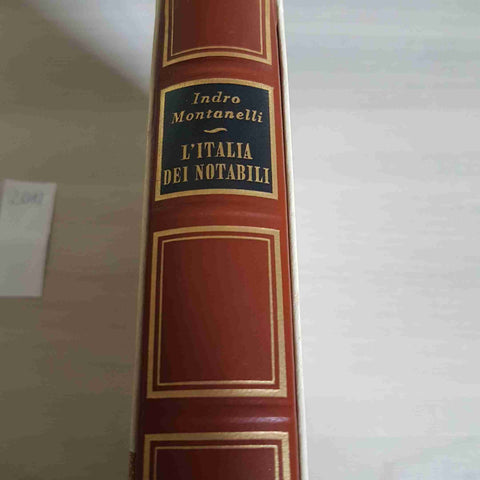 Indro
Montanelli
L'ITALIA
DEI NOTABILI